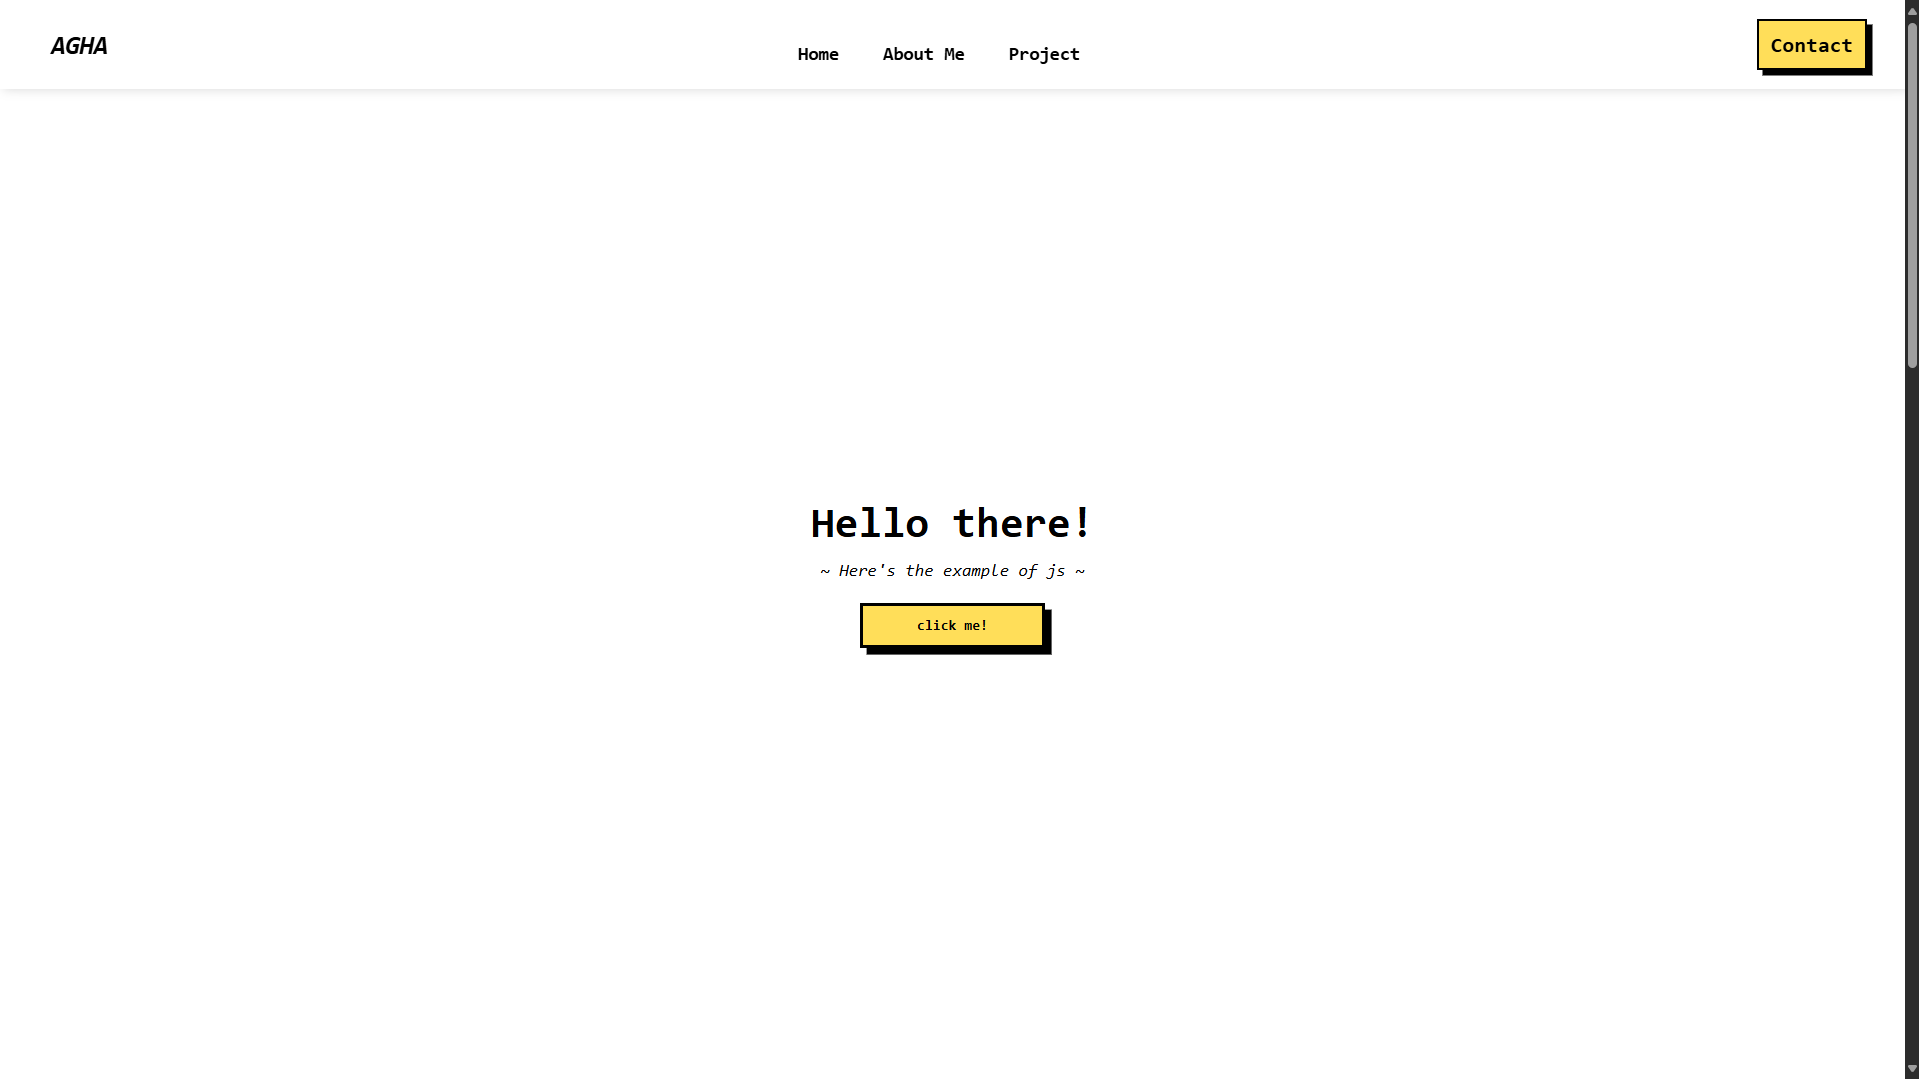 AGHA
Home About Me Project
Contact
Hello there!
~ Here's the example of js ~
click me!